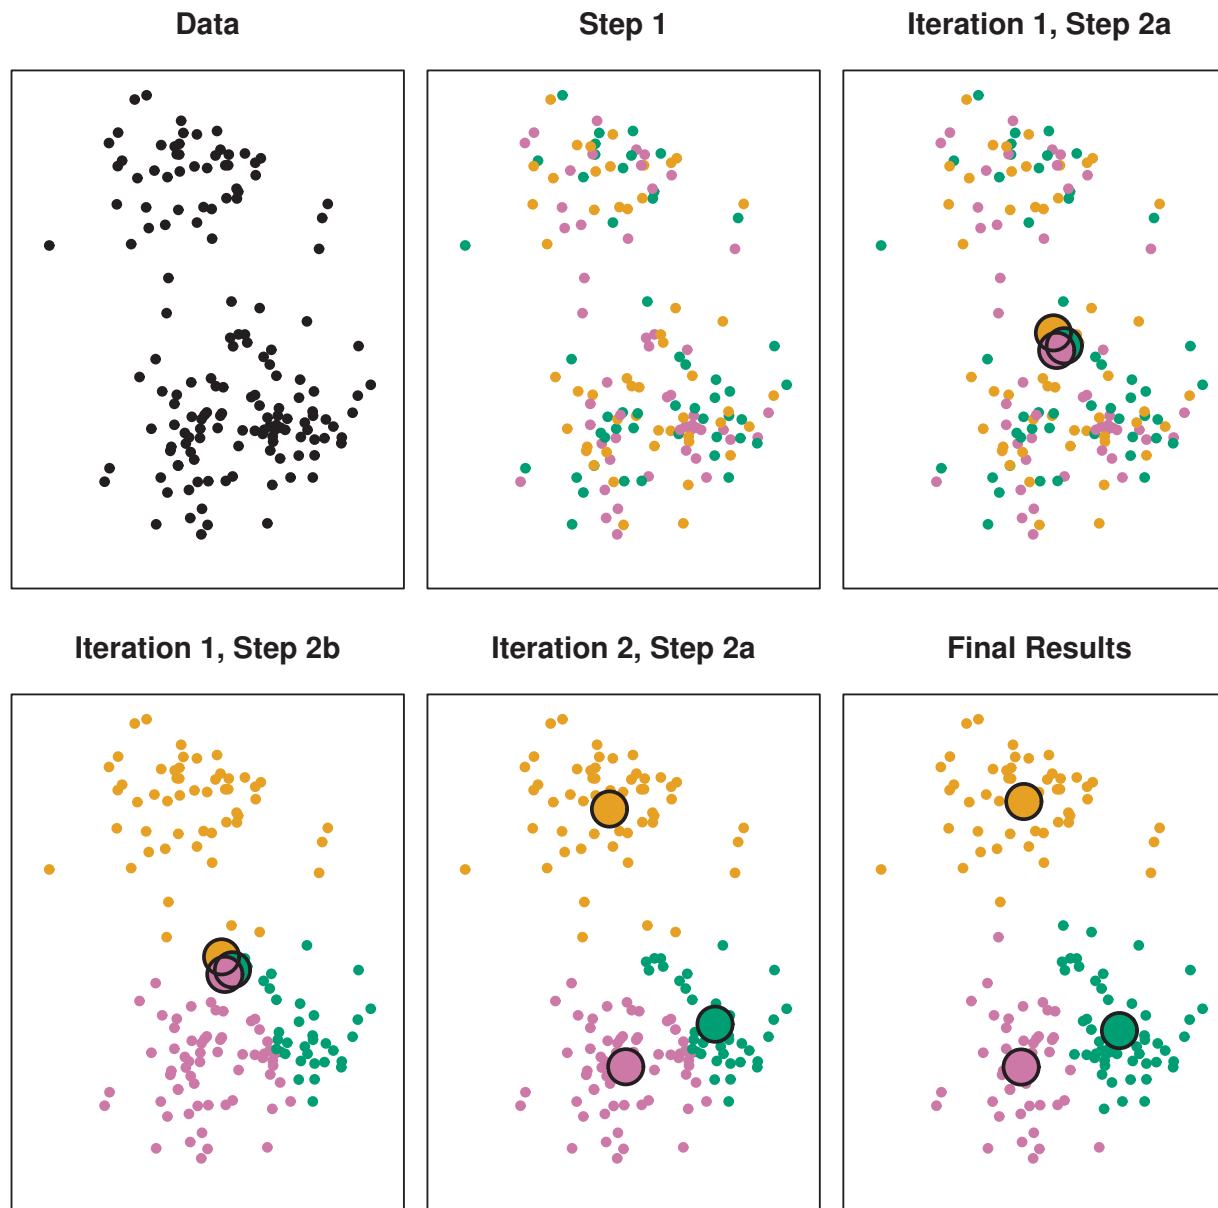 Data
Step 1
Iteration 1, Step 2a
Iteration 1, Step 2b
Iteration 2, Step 2a
Final Results